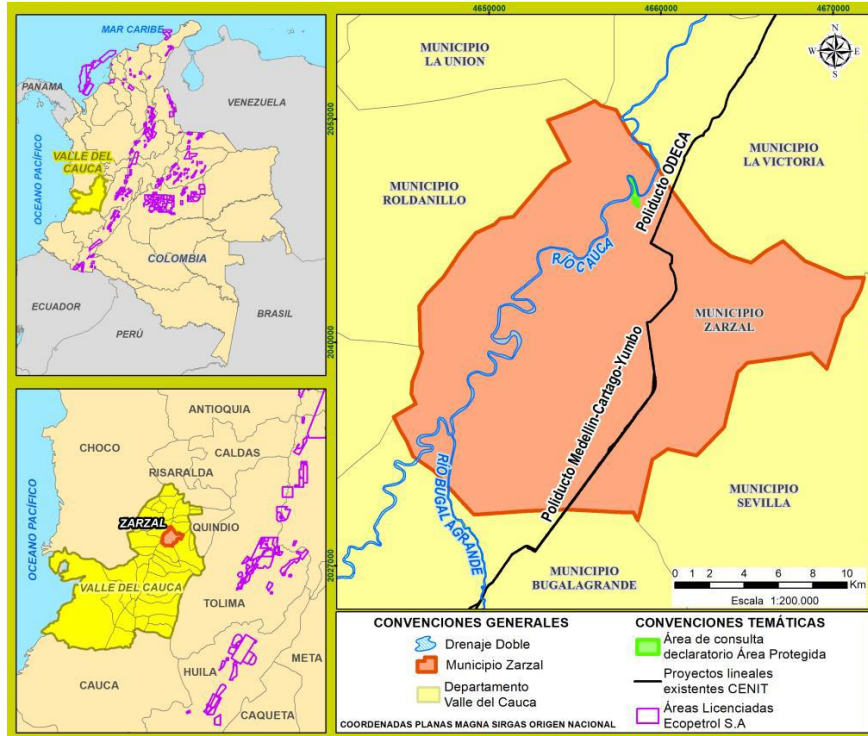 MAR CARIBE
PANAMA
VENEZUELA
OCEANO PACÍFICO
VALLE DEL
CAUCA
COLOMBIA
ECUADOR
BRASIL
PERÚ
ANTIOQUIA
CHOCO
CALDAS
RISARALDA
ZARZAL
QUINDIO
OCEANO PACÍFICO
VALLE DEL CAUCA
TOLIMA
META
HUILA
CAUCA
CAQUETA
4650000
4660000
4670000
2053000
2040000
2027000
MUNICIPIO
LA UNION
N
W
E
S
MUNICIPIO
LA VICTORIA
MUNICIPIO
ROLDANILLO
Poliducto ODECA
RÍO CAUCA
MUNICIPIO
ZARZAL
Poliducto Medellin-Cartago-Yumbo
RÍO BUGALAGRANDE
MUNICIPIO
SEVILLA
MUNICIPIO
BUGALAGRANDE
0 1 2 4 6 8 10
Km
Escala 1:200.000
CONVENCIONES GENERALES
Drenaje Doble
Municipio Zarzal
Departamento
Valle del Cauca
COORDENADAS PLANAS MAGNA SIRGAS ORIGEN NACIONAL
CONVENCIONES TEMÁTICAS
Área de consulta
declaratorio Área Protegida
Proyectos lineales
existentes CENIT
Áreas Licenciadas
Ecopetrol S.A